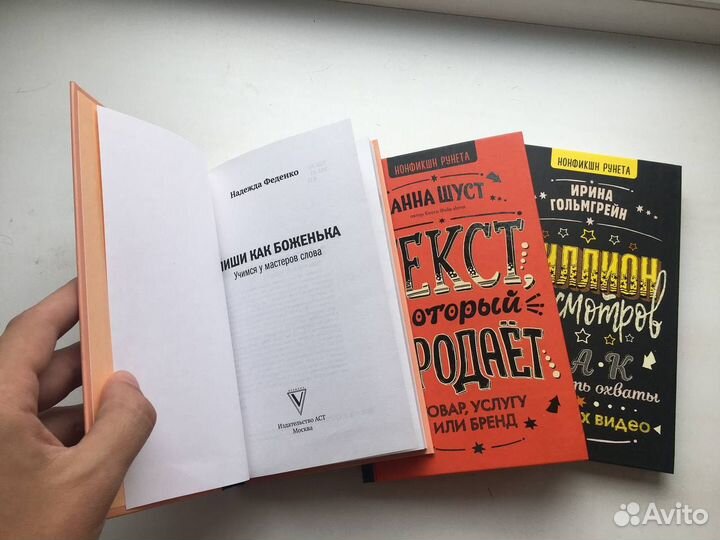 Надежда Феденко
ПИШИ КАК БОЖЕНЬКА
Учимся у мастеров слова
Издательство АСТ
Москва
НОНФИКШН РУНЕТА
АННА ШУСТ
ЕКСТ,
оторый
РОДАЁТ
ОВАР, УСЛУГУ
ИЛИ БРЕНД
НОНФИКШН РУНЕТА
ИРИНА
ГОЛЬМГРЕЙН
ИЛЛИОН
СМОТРОВ
А·К
ть охваты
Х ВИДЕО
Avito